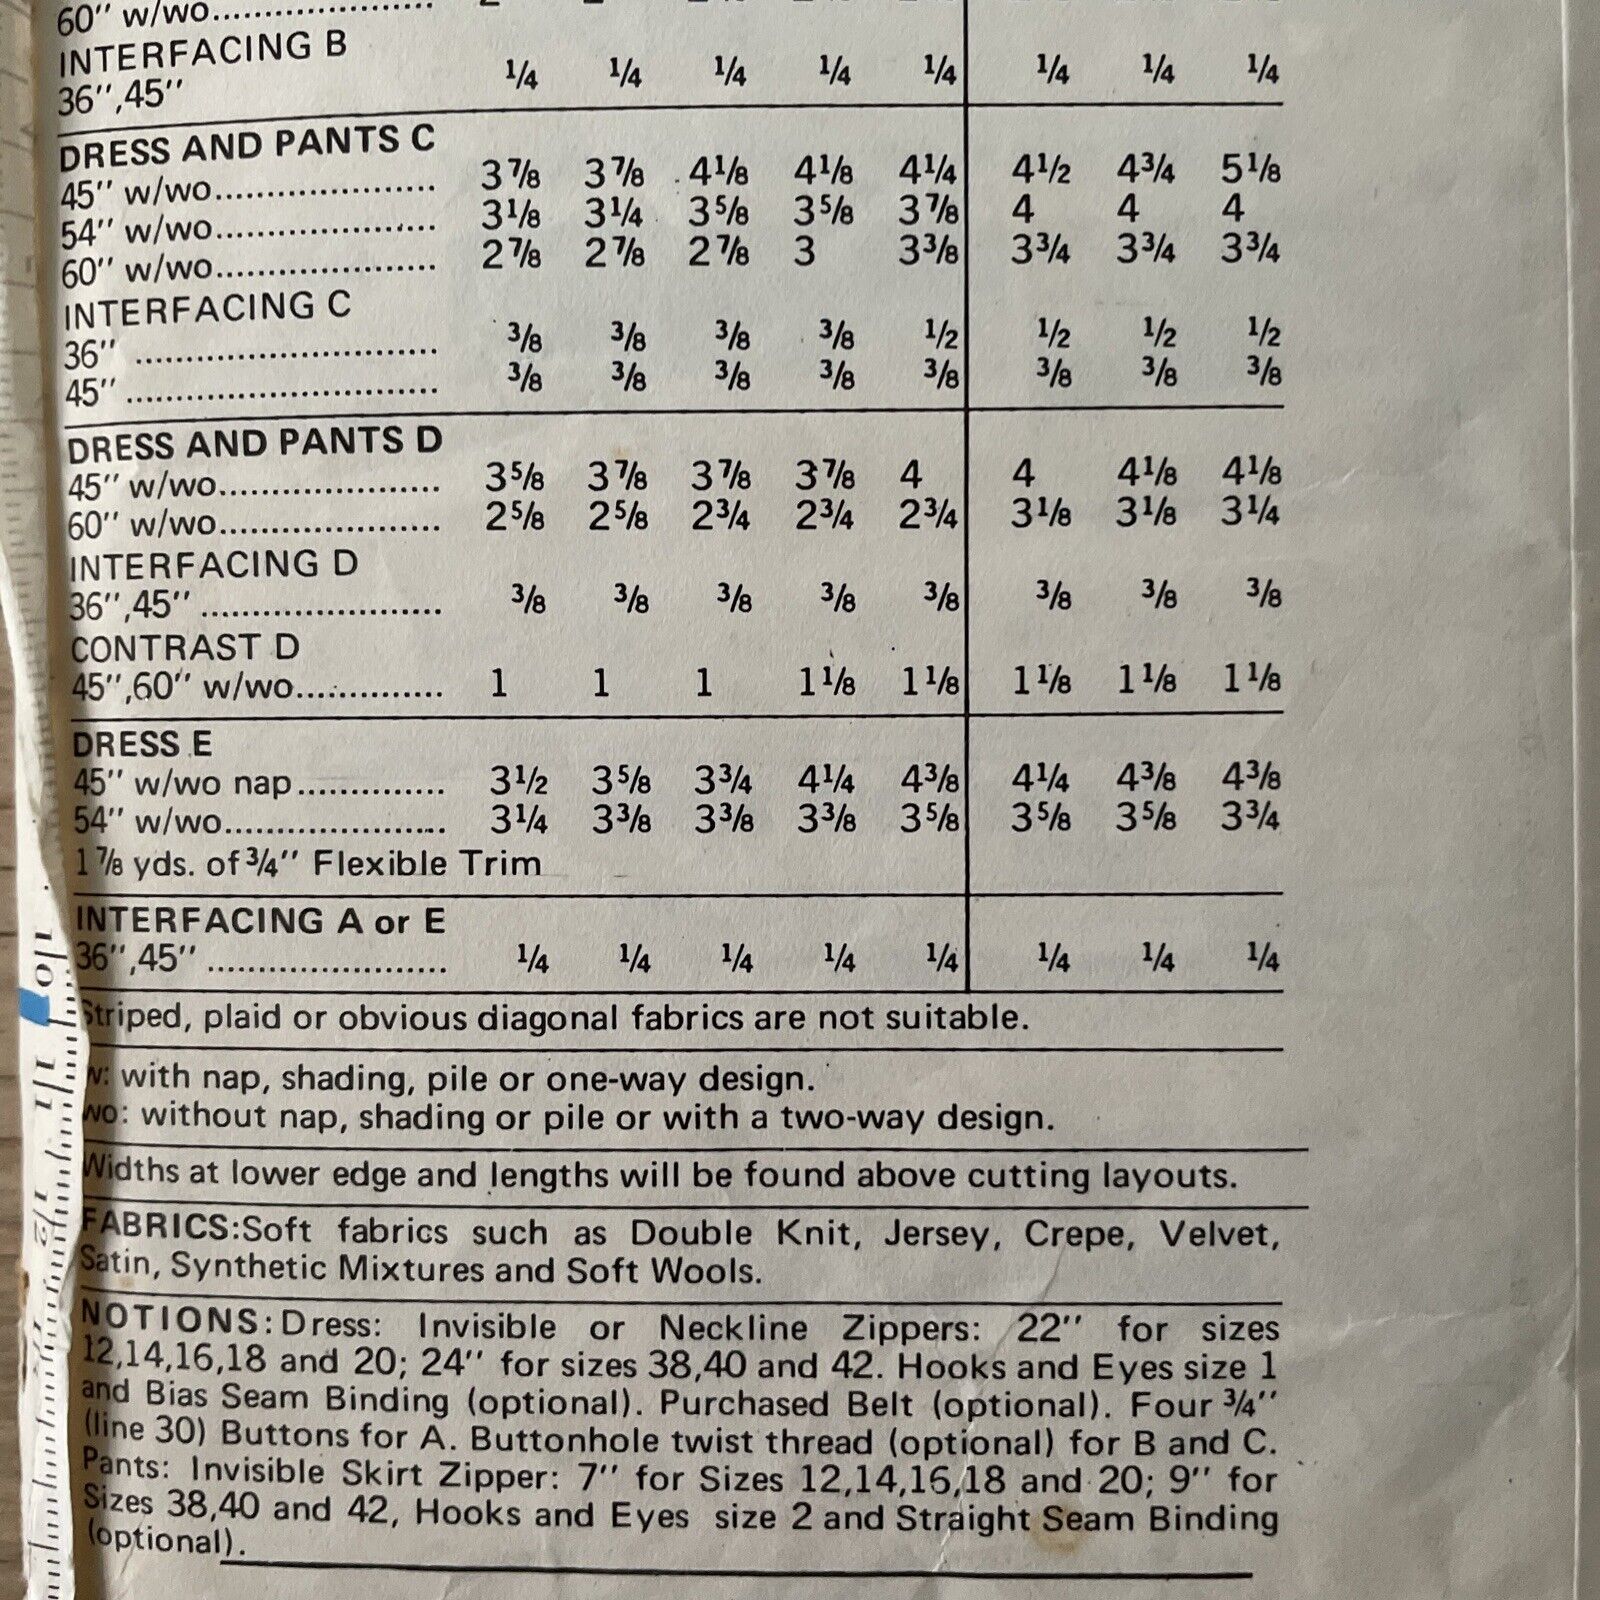 60" w/wo
INTERFACING B
36",45" 1/4 1/4 1/4 1/4 1/4 1/4 1/4 1/4
DRESS AND PANTS C
45" w/wo..................... 3 7/8 3 7/8 4 1/8 4 1/8 4 1/4 4 1/2 4 3/4 5 1/8
54" w/wo..................... 3 1/8 3 1/4 3 5/8 3 5/8 3 7/8 4 4 4
60" w/wo..................... 2 7/8 2 7/8 2 7/8 3 3 3/8 3 3/4 3 3/4 3 3/4
INTERFACING C
36" ............................. 3/8 3/8 3/8 3/8 1/2 1/2 1/2 1/2
45" ............................. 3/8 3/8 3/8 3/8 3/8 3/8 3/8 3/8
DRESS AND PANTS D
45" w/wo..................... 3 5/8 3 7/8 3 7/8 3 7/8 4 4 4 1/8 4 1/8
60" w/wo..................... 2 5/8 2 5/8 2 3/4 2 3/4 2 3/4 3 1/8 3 1/8 3 1/4
INTERFACING D
36",45" ....................... 3/8 3/8 3/8 3/8 3/8 3/8 3/8 3/8
CONTRAST D
45",60" w/wo.............. 1 1 1 1 1/8 1 1/8 1 1/8 1 1/8 1 1/8
DRESS E
45" w/wo nap.............. 3 1/2 3 5/8 3 3/4 4 1/4 4 3/8 4 1/4 4 3/8 4 3/8
54" w/wo..................... 3 1/4 3 3/8 3 3/8 3 3/8 3 5/8 3 5/8 3 5/8 3 3/4
1 7/8 yds. of 3/4" Flexible Trim
INTERFACING A or E
36",45" ....................... 1/4 1/4 1/4 1/4 1/4 1/4 1/4 1/4
Striped, plaid or obvious diagonal fabrics are not suitable.
w: with nap, shading, pile or one-way design.
wo: without nap, shading or pile or with a two-way design.
Widths at lower edge and lengths will be found above cutting layouts.
FABRICS:Soft fabrics such as Double Knit, Jersey, Crepe, Velvet,
Satin, Synthetic Mixtures and Soft Wools.
NOTIONS: Dress: Invisible or Neckline Zippers: 22" for sizes
12,14,16,18 and 20; 24" for sizes 38,40 and 42. Hooks and Eyes size 1
and Bias Seam Binding (optional). Purchased Belt (optional). Four 3/4"
(line 30) Buttons for A. Buttonhole twist thread (optional) for B and C.
Pants: Invisible Skirt Zipper: 7" for Sizes 12,14,16,18 and 20; 9" for
Sizes 38,40 and 42, Hooks and Eyes size 2 and Straight Seam Binding
(optional).
10
11
12